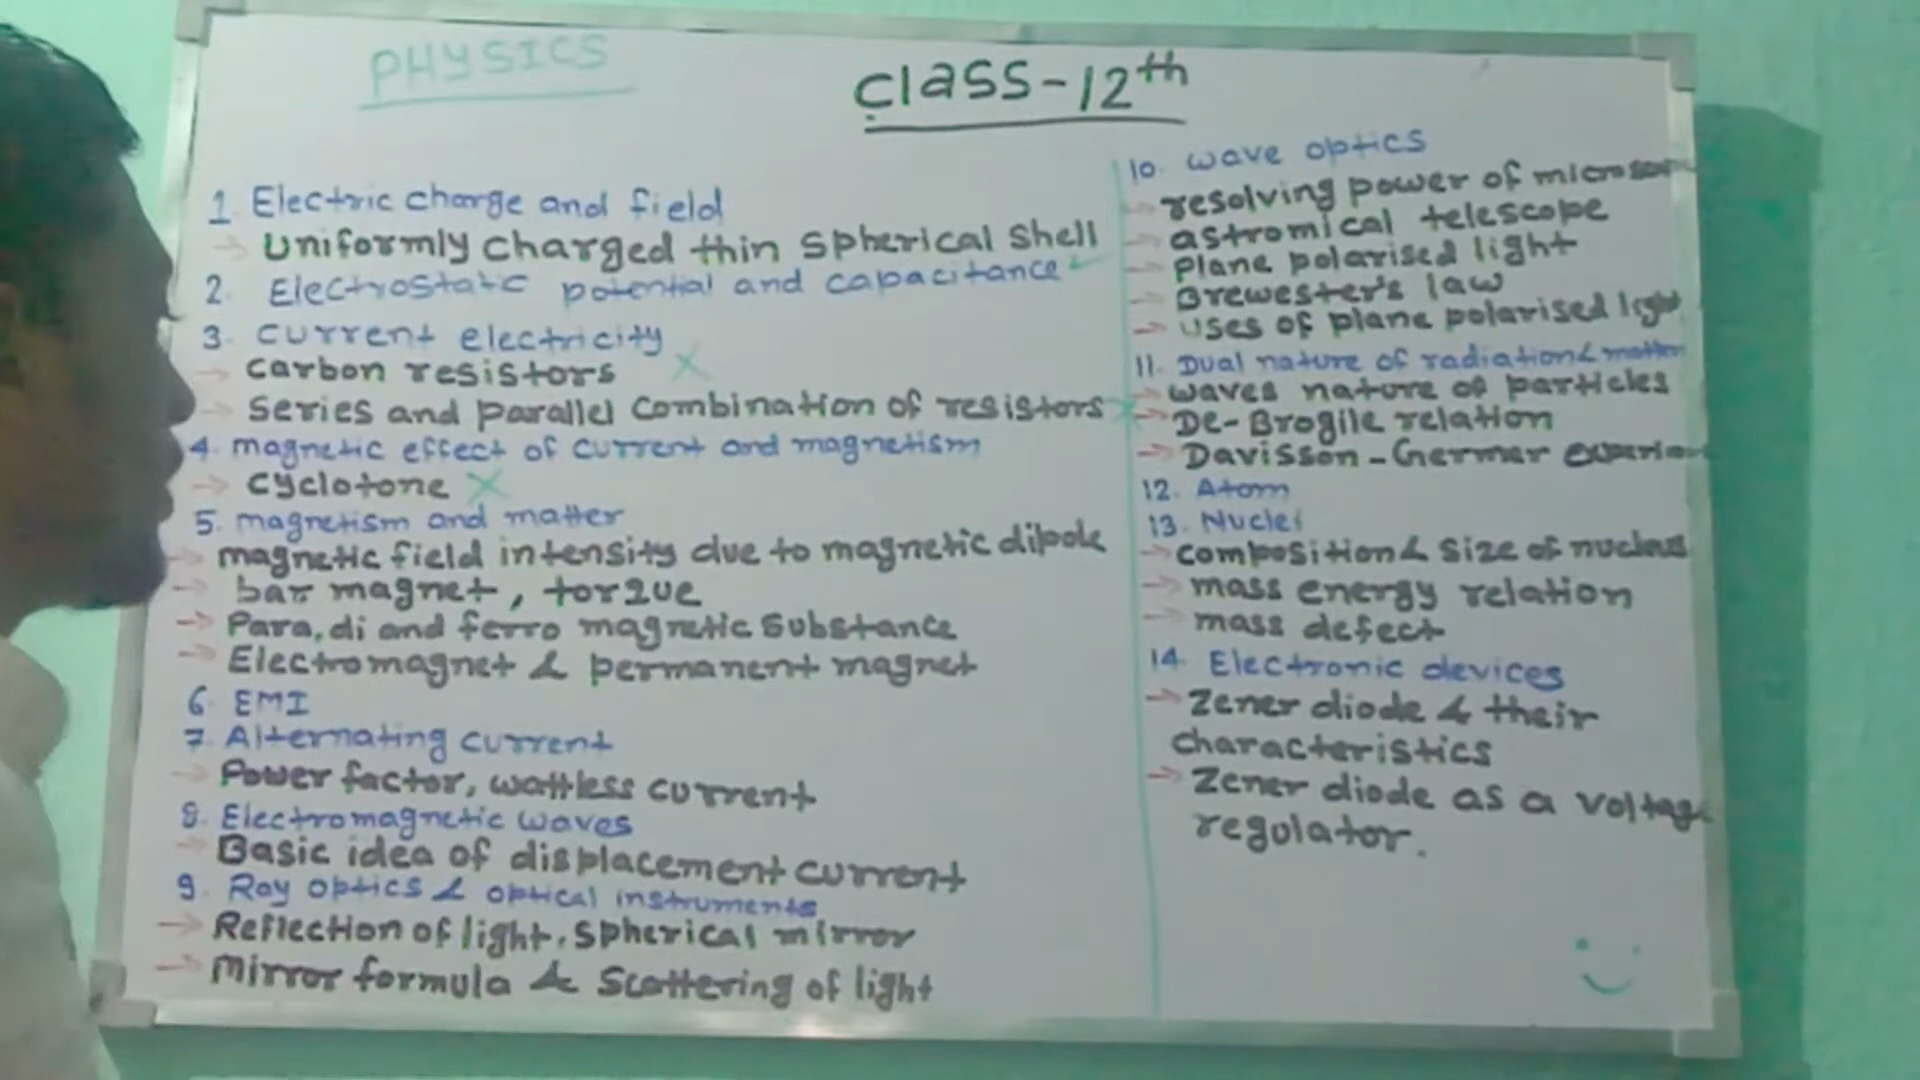 PHYSICS
Class-12th
1. Electric charge and field
→ Uniformly charged thin Spherical Shell
2. Electrostatic potential and capacitance
3. Current electricity
→ Carbon resistors
→ Series and parallel combination of resistors
4. magnetic effect of current and magnetism
→ Cyclotone
5. magnetism and matter
→ magnetic field intensity due to magnetic dipole
→ bar magnet, torque
→ Para, di and ferro magnetic substance
→ Electromagnet & permanent magnet
6. EMI
7. Alternating current
→ Power factor, wattless current
8. Electromagnetic waves
→ Basic idea of displacement current
9. Ray optics & optical instruments
→ Reflection of light, Spherical mirror
→ Mirror formula & Scattering of light
10. wave optics
→ resolving power of
→ astromical telescope
→ Plane polarised light
→ Brewester's law
→ uses of plane polarised light
11. Dual nature of radiation & matter
→ waves nature of particles
→ De-Brogile relation
→ Davisson-Germer
12. Atom
13. Nuclei
→ composition & size of nucleus
→ mass energy relation
→ mass defect
14. Electronic devices
→ Zener diode & their
characteristics
→ Zener diode as a voltage
regulator.